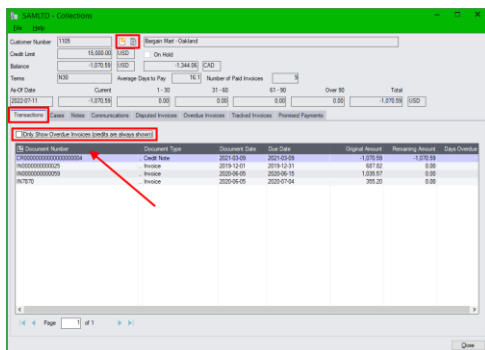 SAMLTD - Collections
File Help
Customer Number 1105 Bargain Mart - Oakland
Credit Limit 15,000.00 USD On Hold
Balance -1,070.59 USD -1,344.06 CAD
Terms N30 Average Days to Pay 16.1 Number of Paid Invoices 9
As-Of Date Current 1 - 30 31 - 60 61 - 90 Over 90 Total
2022-07-11 -1,070.59 0.00 0.00 0.00 0.00 -1,070.59 USD
Transactions Cases Notes Communications Disputed Invoices Overdue Invoices Tracked Invoices Promised Payments
Only Show Overdue Invoices (credits are always shown)
Document Number Document Type Document Date Due Date Original Amount Remaining Amount Days Overdue
CR0000000000000000004 ... Credit Note 2021-03-09 2021-03-09 -1,070.59 -1,070.59
IN0000000000025 ... Invoice 2019-12-01 2019-12-31 687.82 0.00
IN0000000000059 ... Invoice 2020-06-05 2020-06-15 1,035.57 0.00
IN7870 ... Invoice 2020-06-05 2020-07-04 355.20 0.00
Page 1 of 1
Close